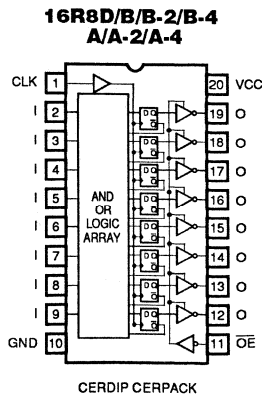 16R8D/B/B-2/B-4
A/A-2/A-4
CLK 1 20 VCC
I 2 19 O
I 3 18 O
I 4 17 O
I 5 16 O
I 6 15 O
I 7 14 O
I 8 13 O
I 9 12 O
GND 10 11 OE
AND
OR
LOGIC
ARRAY
CERDIP CERPACK